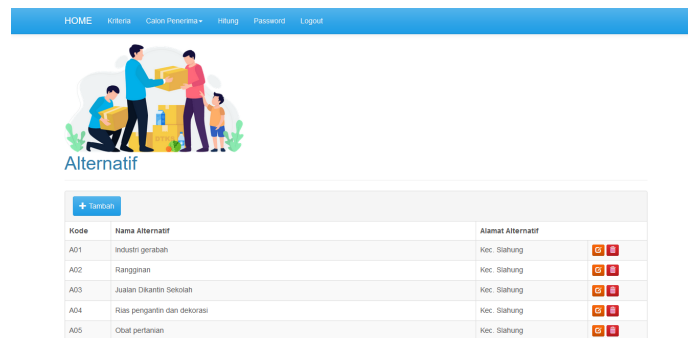 HOME Kriteria Calon Penerima Hitung Password Logout
Alternatif
Tambah
Kode Nama Alternatif Alamat Alternatif
A01 Industri gerabah Kec. Slahung
A02 Rangginan Kec. Slahung
A03 Jualan Dikantin Sekolah Kec. Slahung
A04 Rias pengantin dan dekorasi Kec. Slahung
A05 Obat pertanian Kec. Slahung